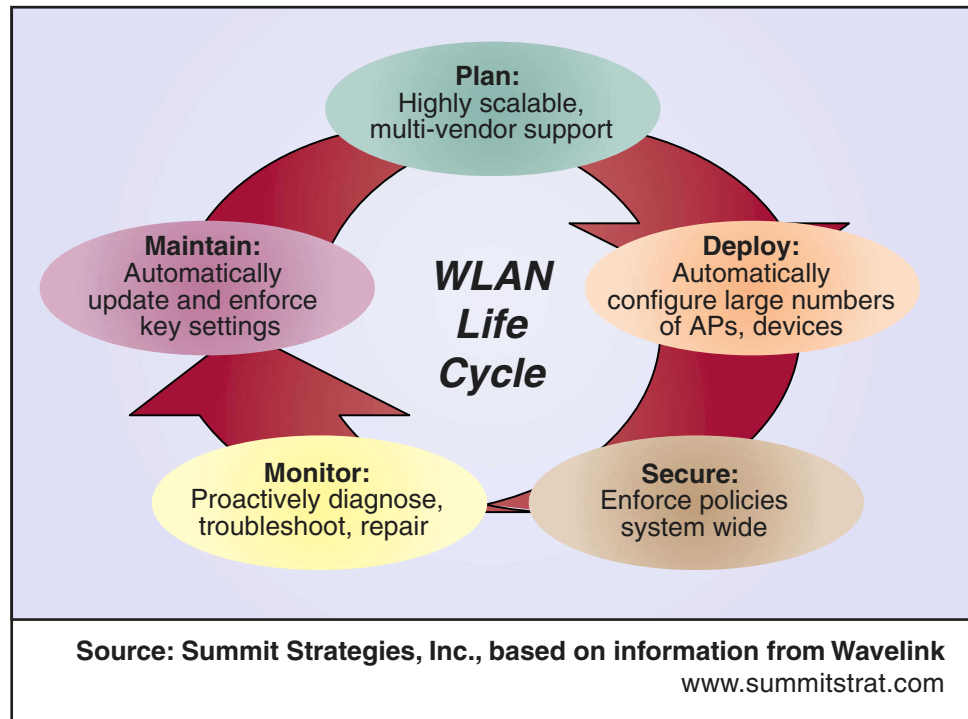 Plan:
Highly scalable,
multi-vendor support
Deploy:
Automatically
configure large numbers
of APs, devices
Secure:
Enforce policies
system wide
Monitor:
Proactively diagnose,
troubleshoot, repair
Maintain:
Automatically
update and enforce
key settings
WLAN
Life
Cycle
Source: Summit Strategies, Inc., based on information from Wavelink
www.summitstrat.com